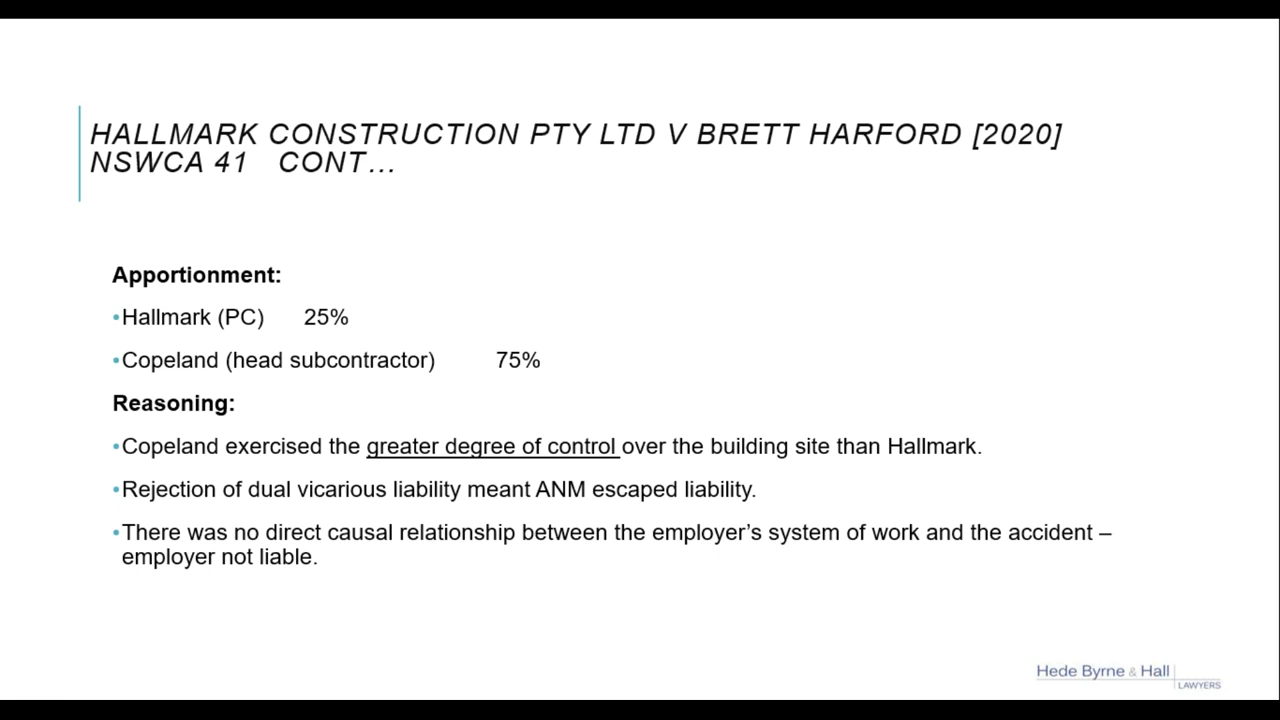 HALLMARK CONSTRUCTION PTY LTD V BRETT HARFORD [2020]
NSWCA 41 CONT...
Apportionment:
•Hallmark (PC) 25%
•Copeland (head subcontractor) 75%
Reasoning:
•Copeland exercised the greater degree of control over the building site than Hallmark.
•Rejection of dual vicarious liability meant ANM escaped liability.
•There was no direct causal relationship between the employer’s system of work and the accident –
employer not liable.
Hede Byrne & Hall
LAWYERS